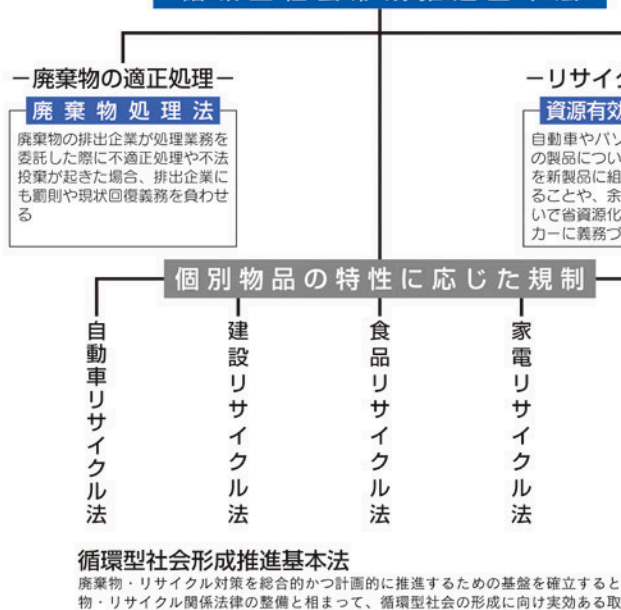 －廃棄物の適正処理－
廃棄物処理法
廃棄物の排出企業が処理業務を
委託した際に不適正処理や不法
投棄が起きた場合、排出企業に
も罰則や現状回復義務を負わせ
る
－リサイク
資源有効
自動車やパソ
の製品につい
を新製品に組
ることや、余
いで省資源化
カーに義務づ
個別物品の特性に応じた規制
自動車リサイクル法
建設リサイクル法
食品リサイクル法
家電リサイクル法
循環型社会形成推進基本法
廃棄物・リサイクル対策を総合的かつ計画的に推進するための基盤を確立すると
物・リサイクル関係法律の整備と相まって、循環型社会の形成に向け実効ある取